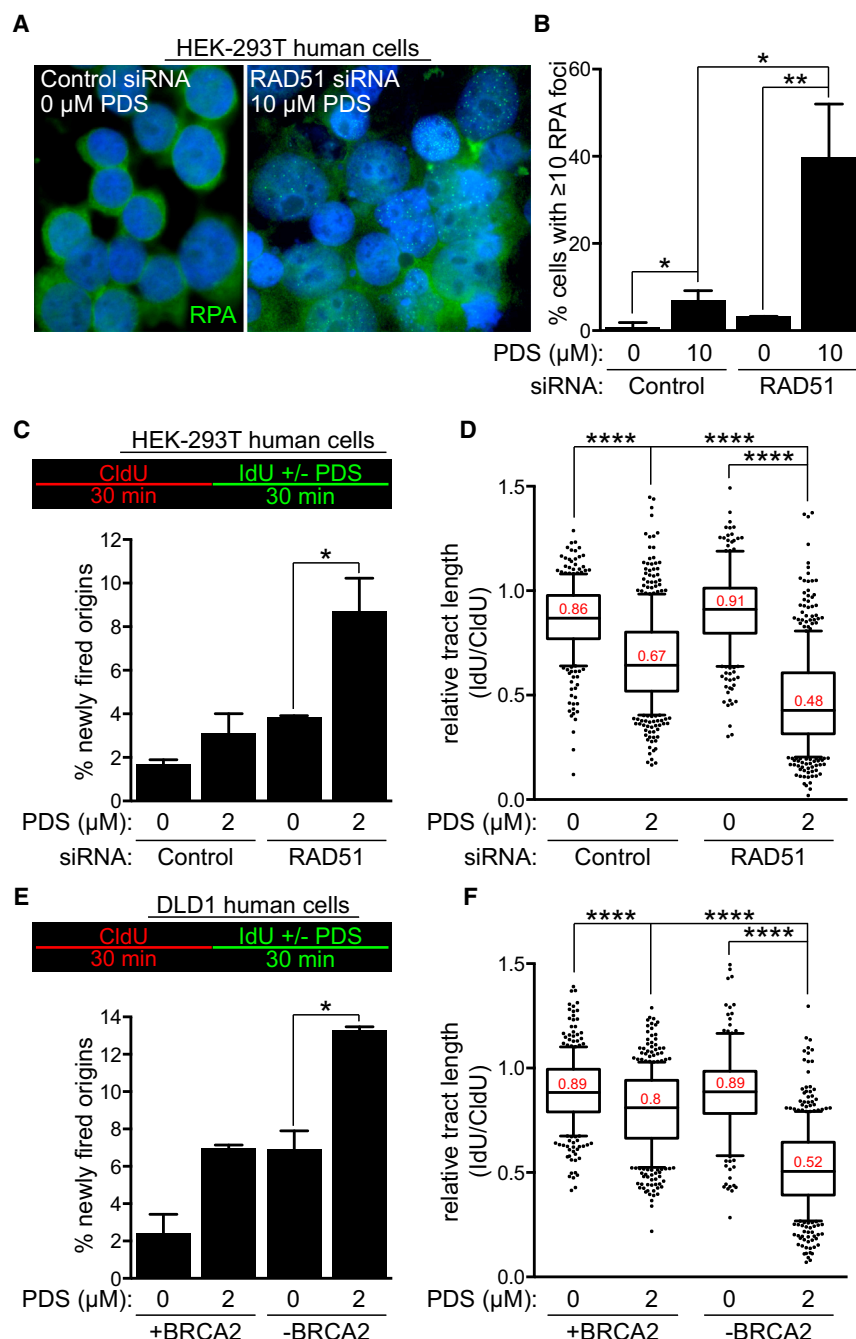 A
HEK-293T human cells
Control siRNA
0 µM PDS
RAD51 siRNA
10 µM PDS
RPA
B
% cells with ≥10 RPA foci
60
40
20
0
*
*
**
PDS (µM): 0 10 0 10
siRNA: Control RAD51
C
HEK-293T human cells
CldU IdU +/- PDS
30 min 30 min
% newly fired origins
12
10
8
6
4
2
0
*
PDS (µM): 0 2 0 2
siRNA: Control RAD51
D
relative tract length
(IdU/CldU)
1.5
1.0
0.5
0.0
**** ****
****
0.86
0.67
0.91
0.48
PDS (µM): 0 2 0 2
siRNA: Control RAD51
E
DLD1 human cells
CldU IdU +/- PDS
30 min 30 min
% newly fired origins
14
12
10
8
6
4
2
0
*
PDS (µM): 0 2 0 2
+BRCA2 -BRCA2
F
relative tract length
(IdU/CldU)
1.5
1.0
0.5
0.0
**** ****
****
0.89
0.8
0.89
0.52
PDS (µM): 0 2 0 2
+BRCA2 -BRCA2